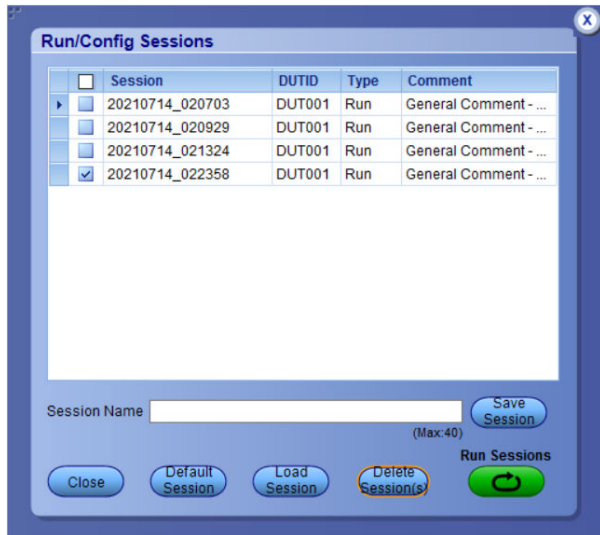 X
Run/Config Sessions
Session DUTID Type Comment
20210714_020703 DUT001 Run General Comment - ...
20210714_020929 DUT001 Run General Comment - ...
20210714_021324 DUT001 Run General Comment - ...
20210714_022358 DUT001 Run General Comment - ...
Session Name
Save
Session
(Max:40)
Run Sessions
Close
Default
Session
Load
Session
Delete
Session(s)